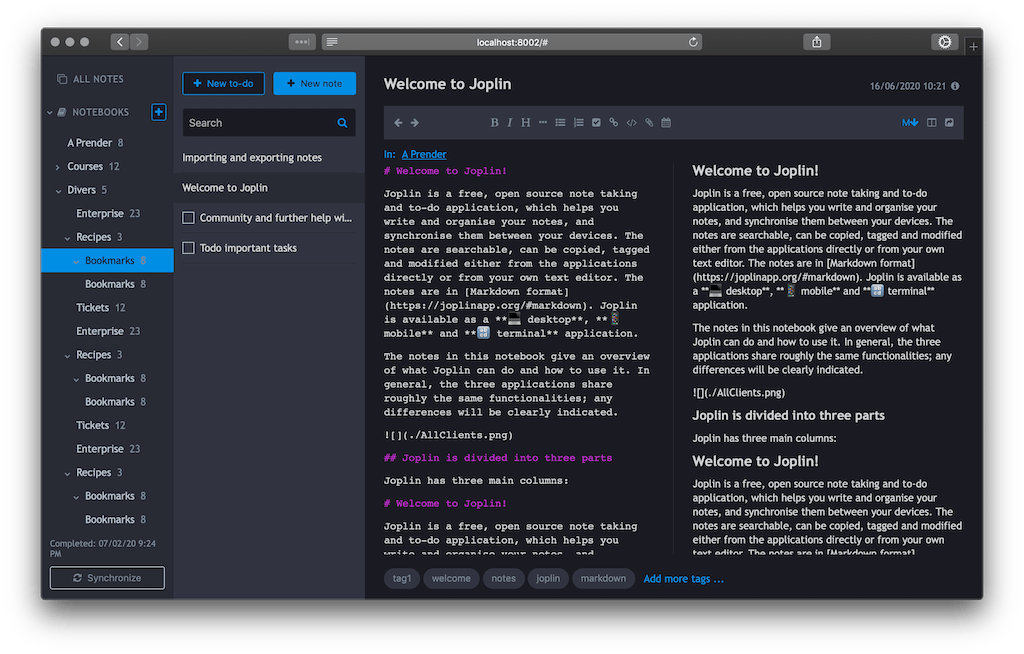 localhost:8002/#
ALL NOTES
NOTEBOOKS
A Prender 8
Courses 12
Divers 5
Enterprise 23
Recipes 3
Bookmarks 8
Bookmarks 8
Tickets 12
Enterprise 23
Recipes 3
Bookmarks 8
Bookmarks 8
Tickets 12
Enterprise 23
Recipes 3
Bookmarks 8
Bookmarks 8
Completed: 07/02/20 9:24
PM
Synchronize
+ New to-do
+ New note
Search
Importing and exporting notes
Welcome to Joplin
Community and further help wi...
Todo important tasks
Welcome to Joplin
16/06/2020 10:21
B I H
M
In: A Prender
# Welcome to Joplin!
Joplin is a free, open source note taking
and to-do application, which helps you
write and organise your notes, and
synchronise them between your devices. The
notes are searchable, can be copied, tagged
and modified either from the applications
directly or from your own text editor. The
notes are in [Markdown format]
(https://joplinapp.org/#markdown). Joplin
is available as a **💻 desktop**, **📱
mobile** and **🔡 terminal** application.
The notes in this notebook give an overview
of what Joplin can do and how to use it. In
general, the three applications share
roughly the same functionalities; any
differences will be clearly indicated.
![](./AllClients.png)
## Joplin is divided into three parts
Joplin has three main columns:
# Welcome to Joplin!
Joplin is a free, open source note taking
and to-do application, which helps you
write and organise your notes, and
Welcome to Joplin!
Joplin is a free, open source note taking and to-do
application, which helps you write and organise your
notes, and synchronise them between your devices. The
notes are searchable, can be copied, tagged and modified
either from the applications directly or from your own
text editor. The notes are in [Markdown format]
(https://joplinapp.org/#markdown). Joplin is available as
a **💻 desktop**, **📱 mobile** and **🔡 terminal**
application.
The notes in this notebook give an overview of what
Joplin can do and how to use it. In general, the three
applications share roughly the same functionalities; any
differences will be clearly indicated.
![](./AllClients.png)
Joplin is divided into three parts
Joplin has three main columns:
Welcome to Joplin!
Joplin is a free, open source note taking and to-do
application, which helps you write and organise your
notes, and synchronise them between your devices. The
notes are searchable, can be copied, tagged and modified
either from the applications directly or from your own
text editor. The notes are in [Markdown format]
tag1
welcome
notes
joplin
markdown
Add more tags ...